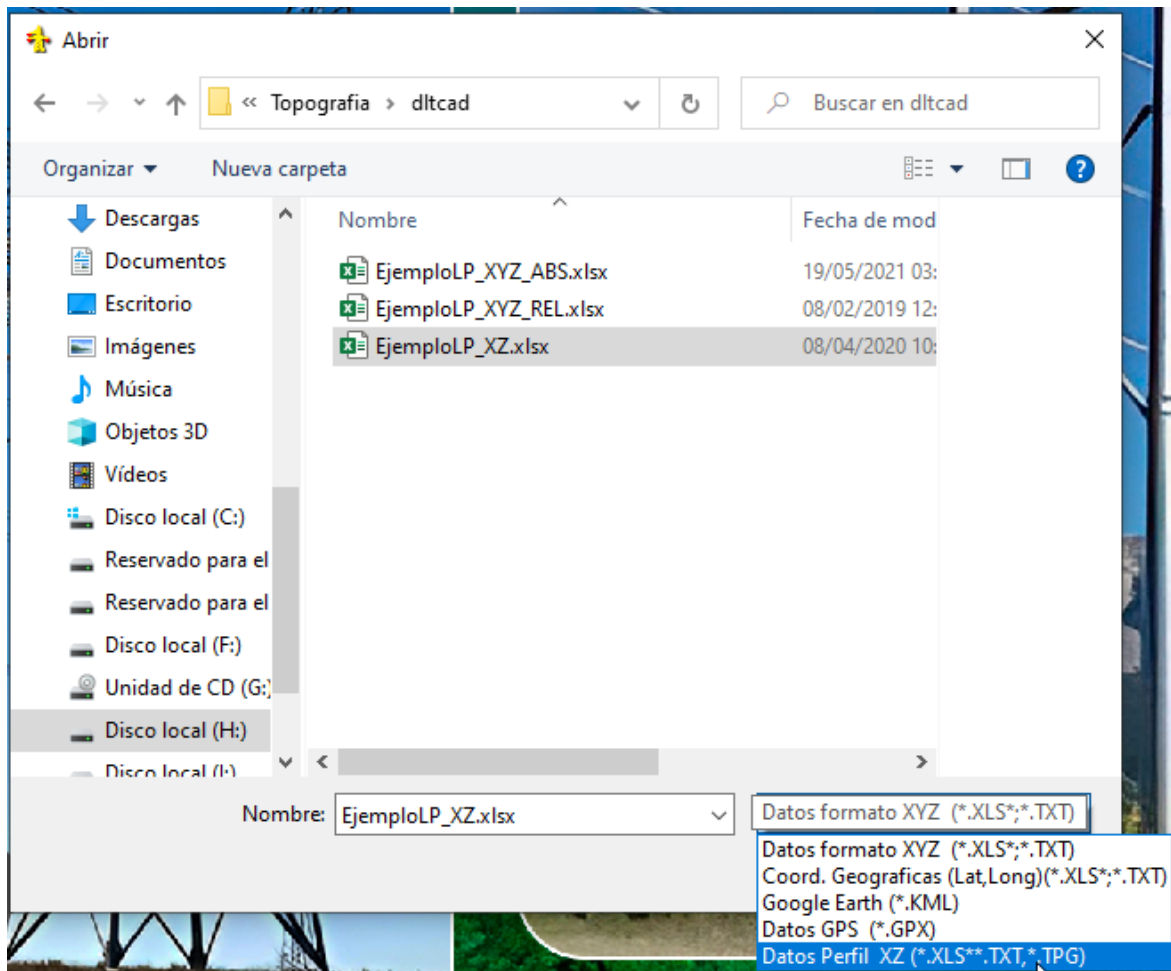 Abrir
« Topografia › dltcad
Buscar en dltcad
Organizar
Nueva carpeta
Descargas
Documentos
Escritorio
Imágenes
Música
Objetos 3D
Vídeos
Disco local (C:)
Reservado para el
Reservado para el
Disco local (F:)
Unidad de CD (G:)
Disco local (H:)
Disco local (I:)
Nombre
Fecha de mod
EjemploLP_XYZ_ABS.xlsx
19/05/2021 03:
EjemploLP_XYZ_REL.xlsx
08/02/2019 12:
EjemploLP_XZ.xlsx
08/04/2020 10:
Nombre:
EjemploLP_XZ.xlsx
Datos formato XYZ (*.XLS*;*.TXT)
Datos formato XYZ (*.XLS*;*.TXT)
Coord. Geograficas (Lat,Long)(*.XLS*;*.TXT)
Google Earth (*.KML)
Datos GPS (*.GPX)
Datos Perfil XZ (*.XLS**.TXT,*.TPG)